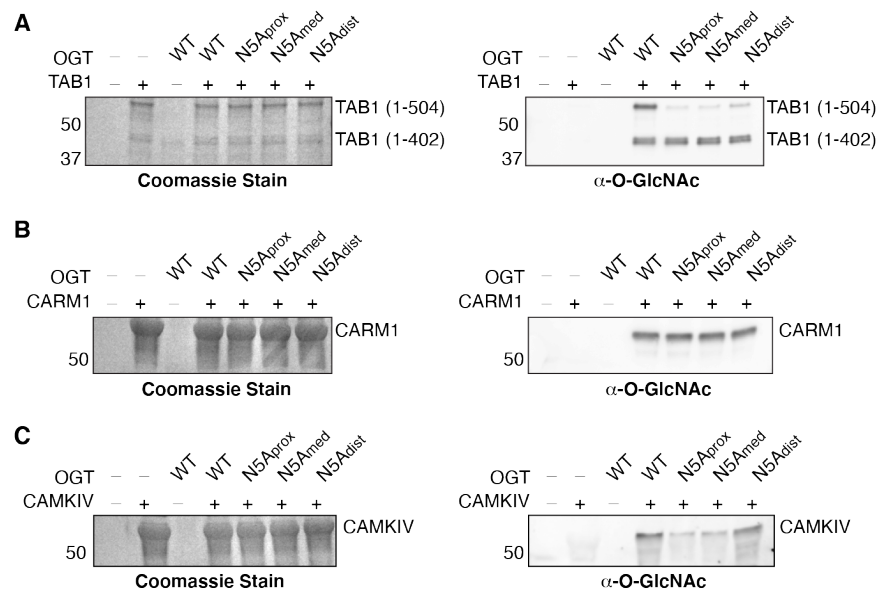 A
OGT – – WT WT N5Aprox N5Amed N5Adist
TAB1 – + – + + + +
TAB1 (1-504)
50
TAB1 (1-402)
37
Coomassie Stain
OGT – – WT WT N5Aprox N5Amed N5Adist
TAB1 – + – + + + +
TAB1 (1-504)
50
TAB1 (1-402)
37
α-O-GlcNAc
B
OGT – – WT WT N5Aprox N5Amed N5Adist
CARM1 – + – + + + +
CARM1
50
Coomassie Stain
OGT – – WT WT N5Aprox N5Amed N5Adist
CARM1 – + – + + + +
CARM1
50
α-O-GlcNAc
C
OGT – – WT WT N5Aprox N5Amed N5Adist
CAMKIV – + – + + + +
CAMKIV
50
Coomassie Stain
OGT – – WT WT N5Aprox N5Amed N5Adist
CAMKIV – + – + + + +
CAMKIV
50
α-O-GlcNAc